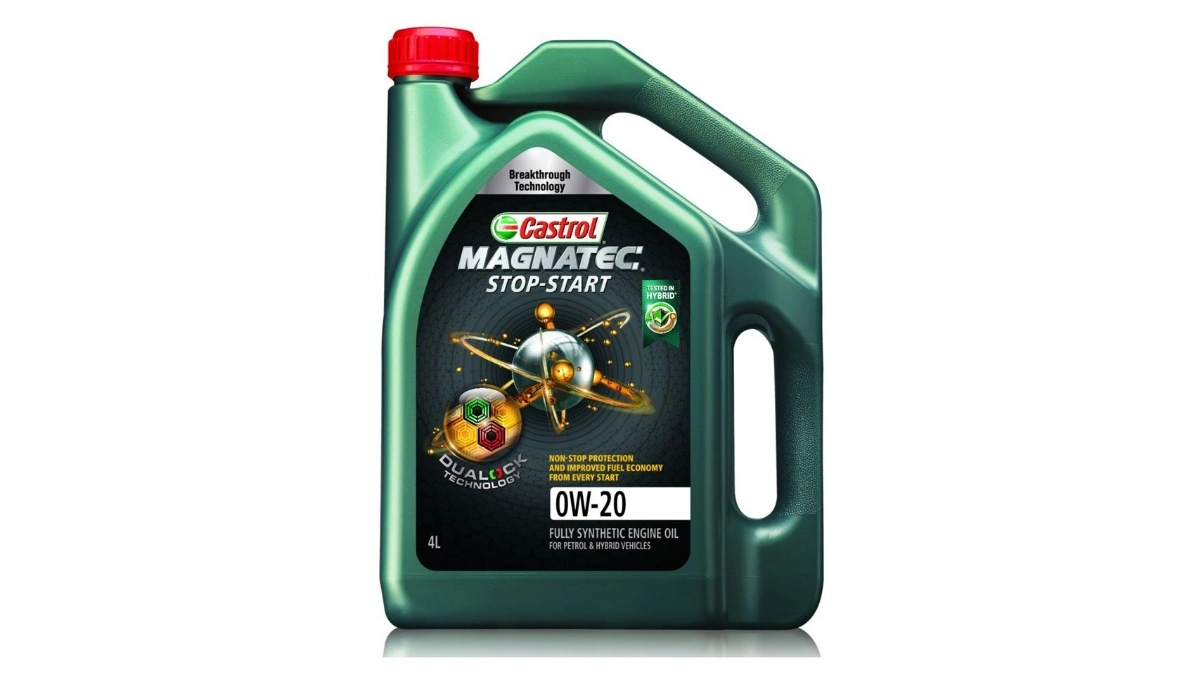 Breakthrough
Technology
Castrol
MAGNATEC
STOP-START
TESTED IN
HYBRID*
DUALOCK
TECHNOLOGY
NON-STOP PROTECTION
AND IMPROVED FUEL ECONOMY
FROM EVERY START
0W-20
4L
FULLY SYNTHETIC ENGINE OIL
FOR PETROL & HYBRID VEHICLES